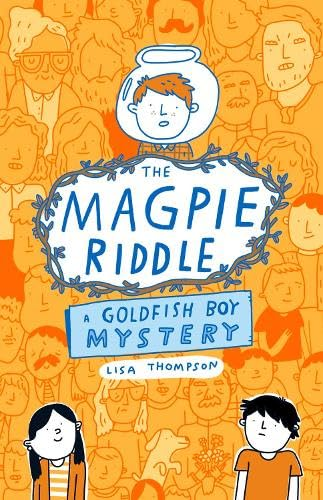 THE
MAGPIE
RIDDLE
A GOLDFISH BOY
MYSTERY
LISA THOMPSON